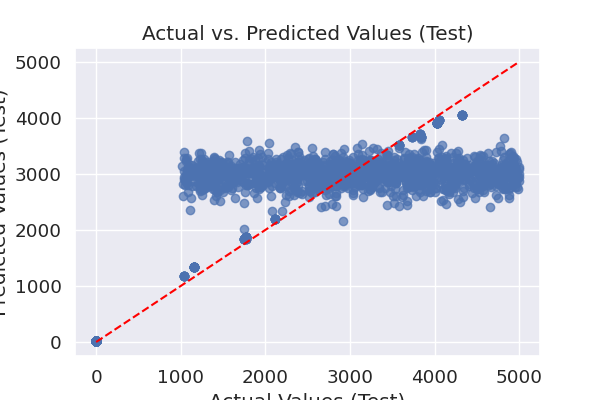 Actual vs. Predicted Values (Test)
5000
4000
3000
2000
1000
0
Predicted Values (Test)
0 1000 2000 3000 4000 5000
Actual Values (Test)